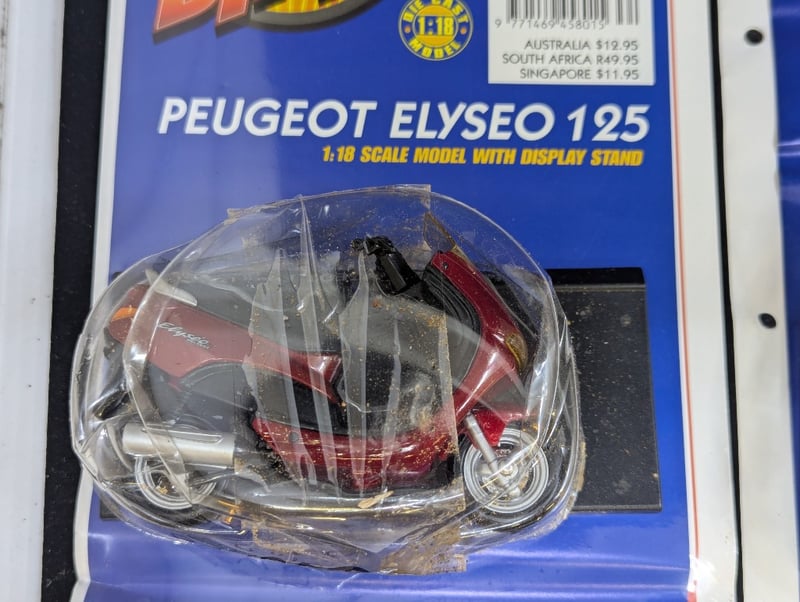 DIE CAST
1:18
MODEL
9 771469 458015
AUSTRALIA $12.95
SOUTH AFRICA R49.95
SINGAPORE $11.95
PEUGEOT ELYSEO 125
1:18 SCALE MODEL WITH DISPLAY STAND
Elyseo